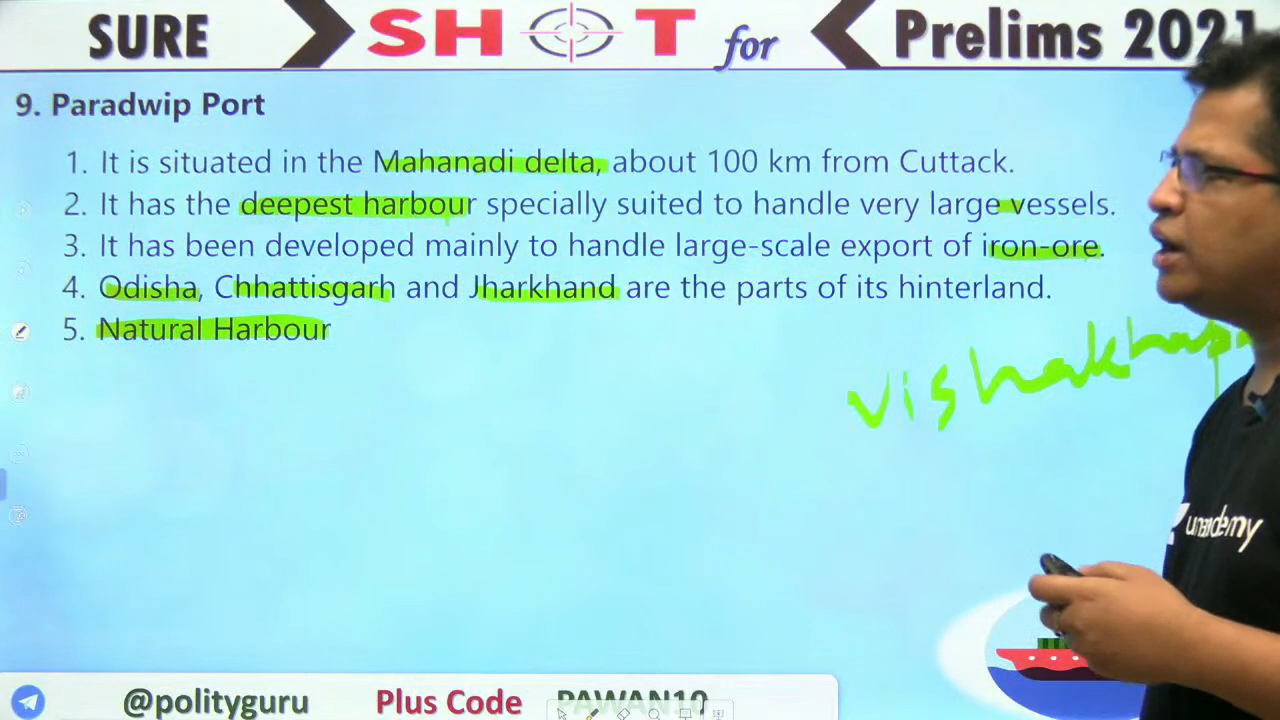 SURE SHOT for Prelims 2021
9. Paradwip Port
1. It is situated in the Mahanadi delta, about 100 km from Cuttack.
2. It has the deepest harbour specially suited to handle very large vessels.
3. It has been developed mainly to handle large-scale export of iron-ore.
4. Odisha, Chhattisgarh and Jharkhand are the parts of its hinterland.
5. Natural Harbour
unacademy
@polityguru Plus Code PAWAN10